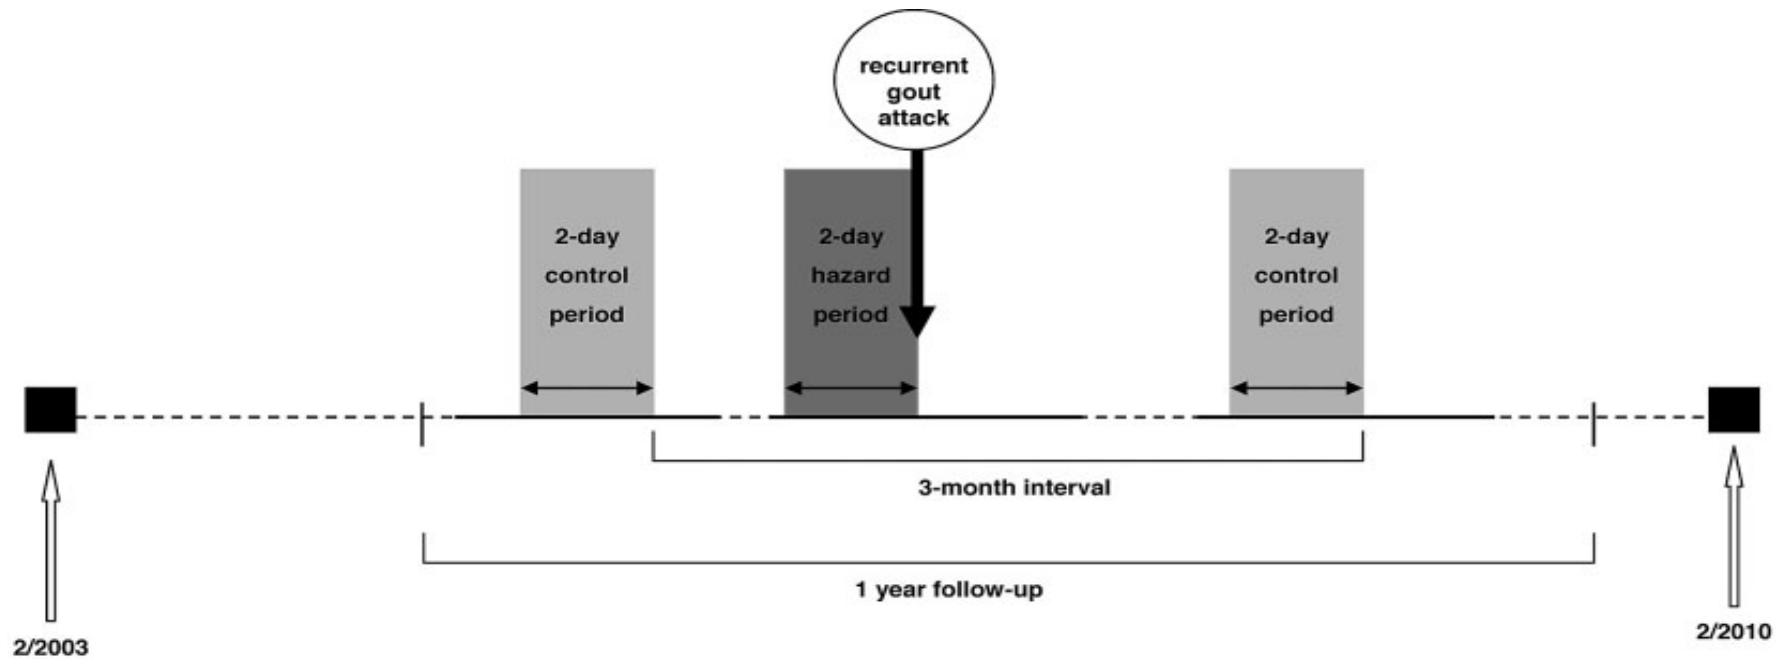 recurrent
gout
attack
2-day
control
period
2-day
hazard
period
2-day
control
period
3-month interval
1 year follow-up
2/2003
2/2010